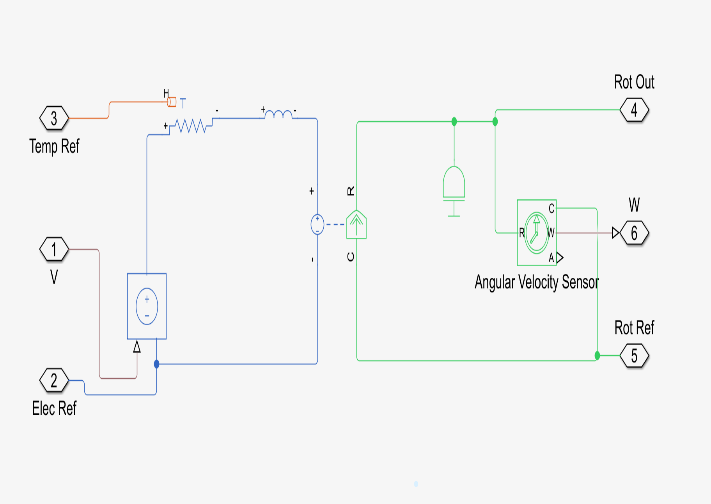 Rot Out
4
H
T
3
Temp Ref
+
-
+
-
+
R
W
6
C
R
W
A
1
V
-
C
Angular Velocity Sensor
+
-
Rot Ref
5
2
Elec Ref